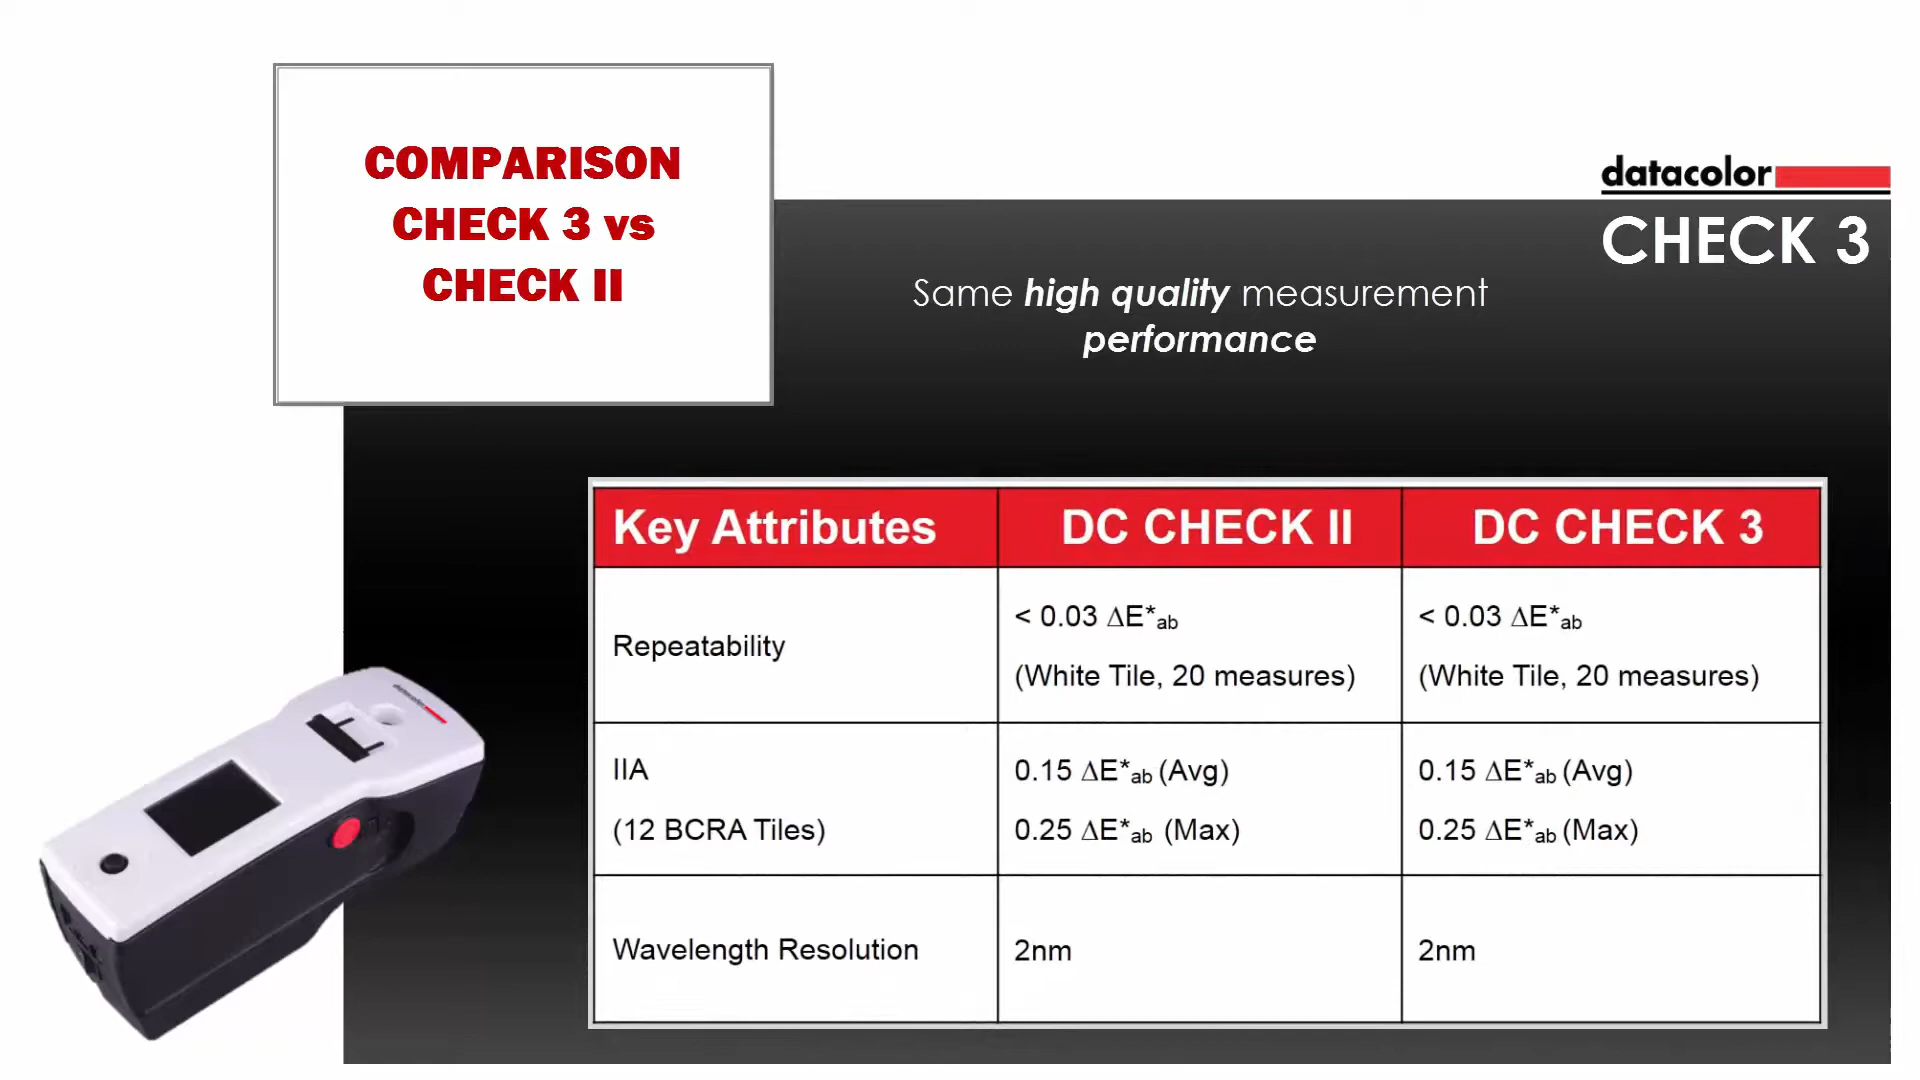 COMPARISON
CHECK 3 vs
CHECK II
datacolor
CHECK 3
Same high quality measurement
performance
Key Attributes DC CHECK II DC CHECK 3
Repeatability
< 0.03 ΔE*ab
(White Tile, 20 measures)
< 0.03 ΔE*ab
(White Tile, 20 measures)
IIA
(12 BCRA Tiles)
0.15 ΔE*ab (Avg)
0.25 ΔE*ab (Max)
0.15 ΔE*ab (Avg)
0.25 ΔE*ab (Max)
Wavelength Resolution 2nm 2nm
datacolor